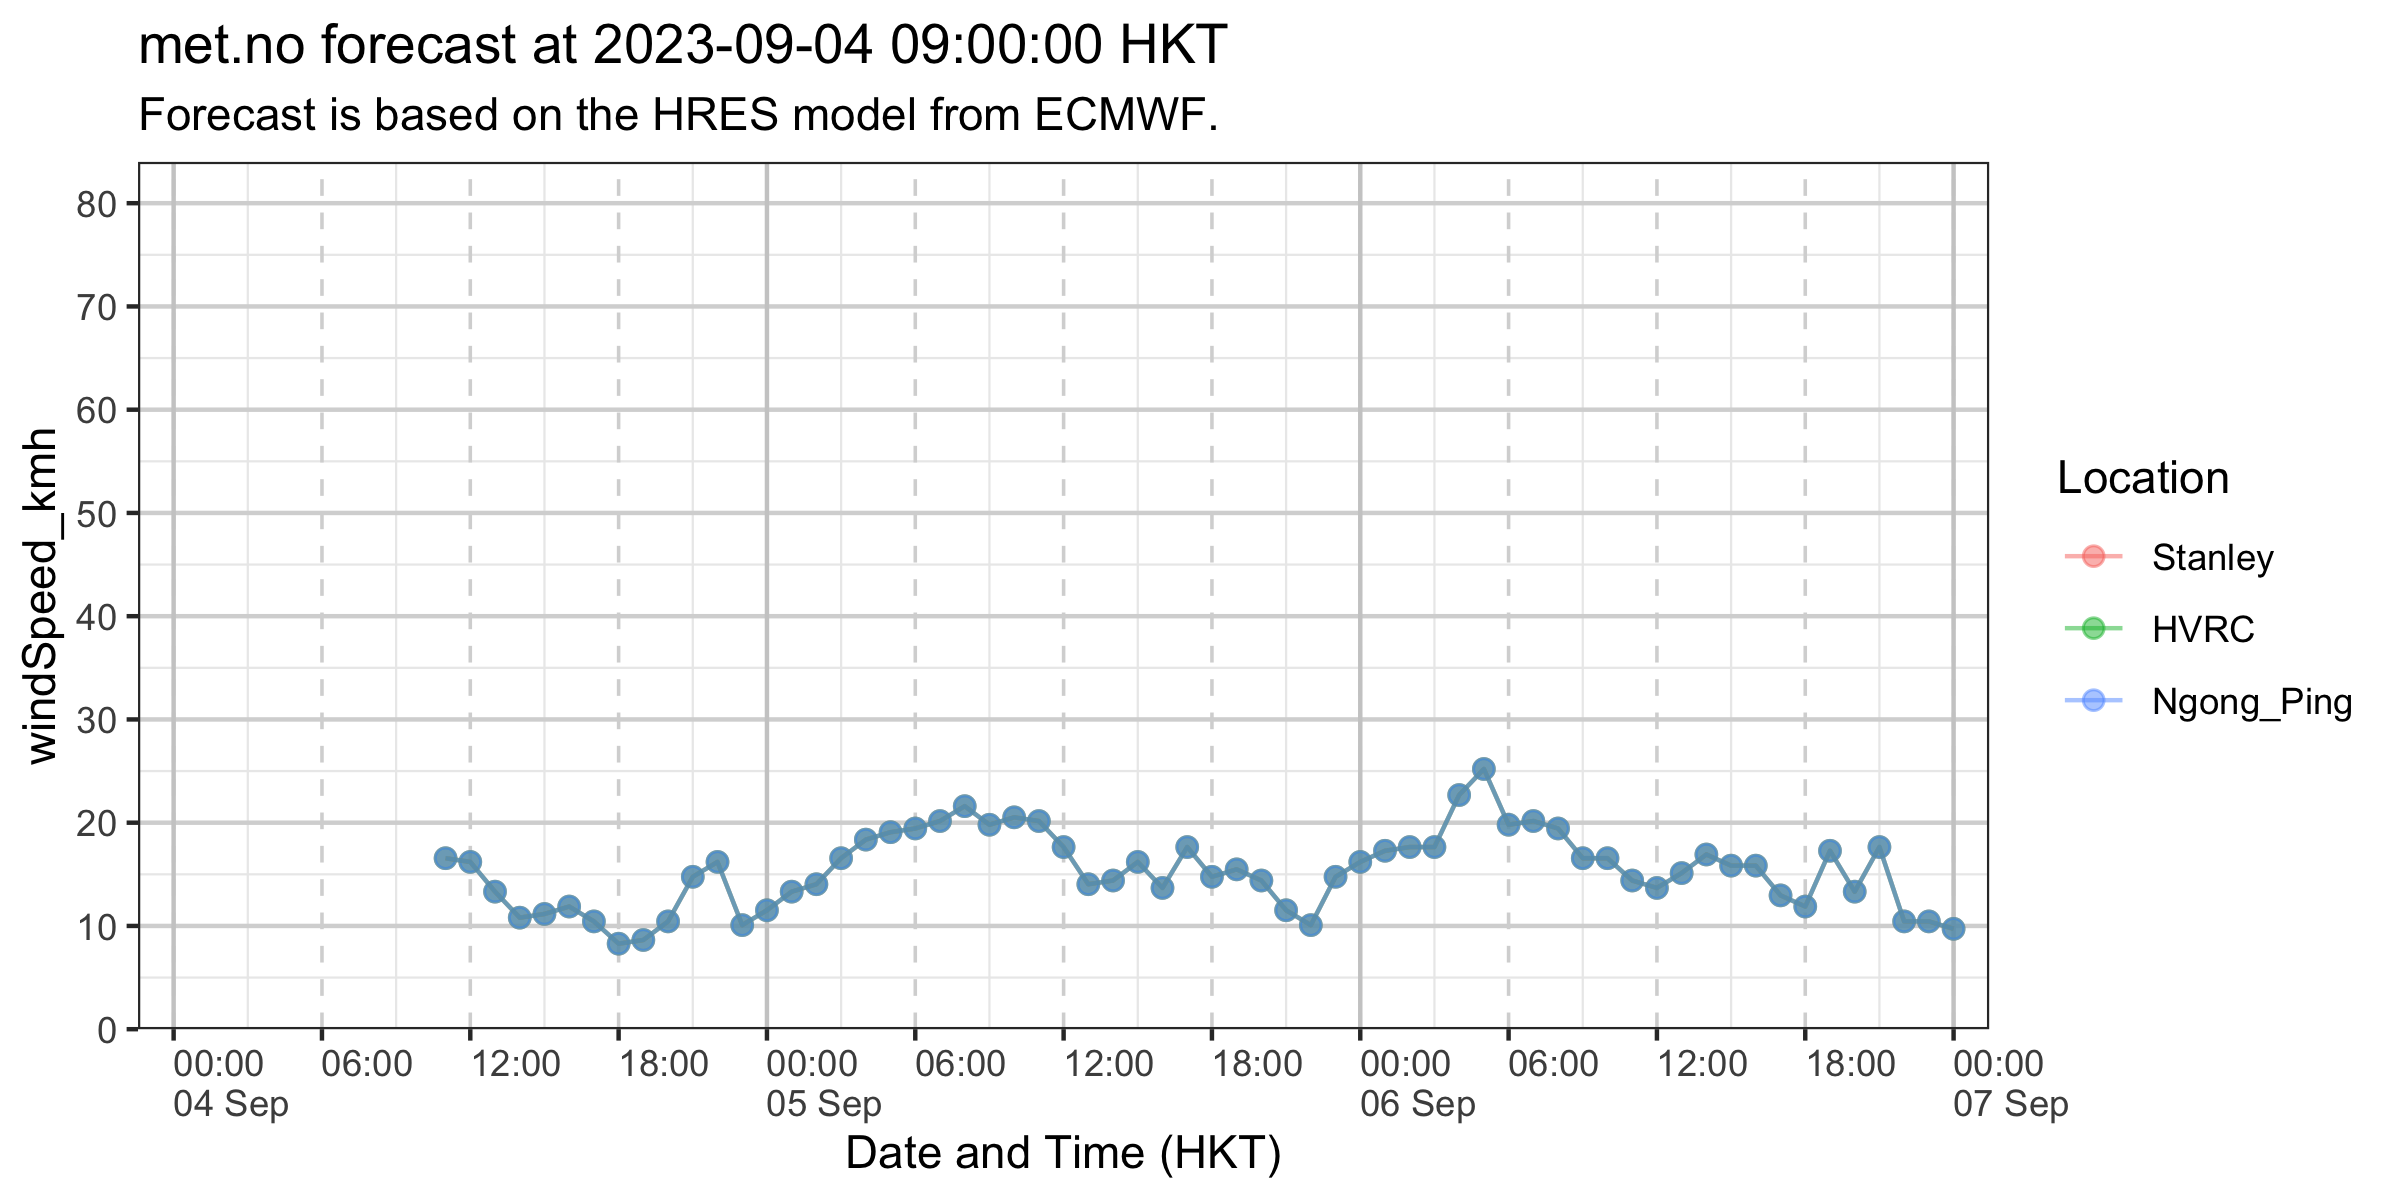 met.no forecast at 2023-09-04 09:00:00 HKT
Forecast is based on the HRES model from ECMWF.
windSpeed_kmh
80
70
60
50
40
30
20
10
0
00:00 06:00 12:00 18:00 00:00 06:00 12:00 18:00 00:00 06:00 12:00 18:00 00:00
04 Sep 05 Sep 06 Sep 07 Sep
Date and Time (HKT)
Location
Stanley
HVRC
Ngong_Ping